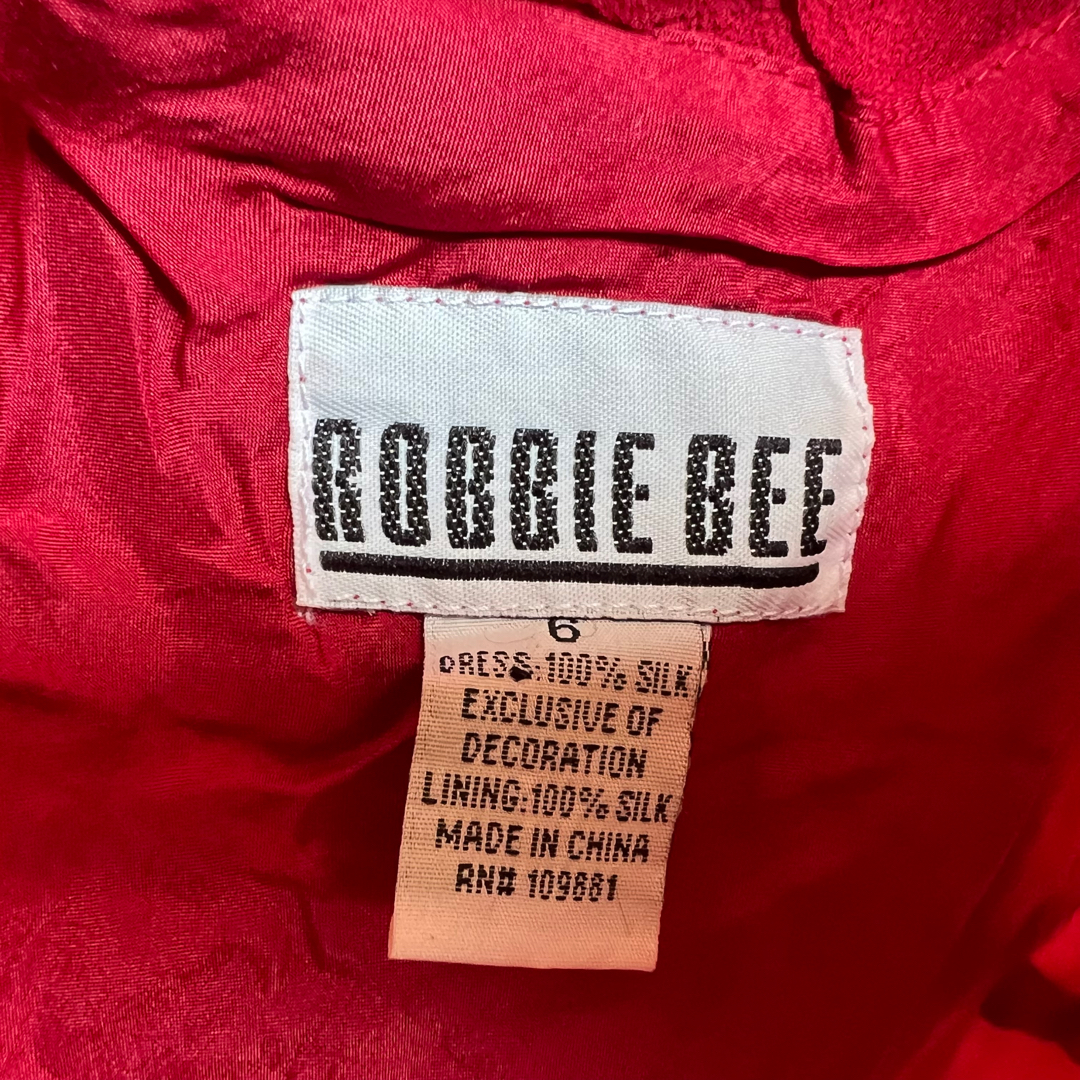 ROBBIE BEE
6
DRESS: 100% SILK
EXCLUSIVE OF
DECORATION
LINING: 100% SILK
MADE IN CHINA
RN# 109881